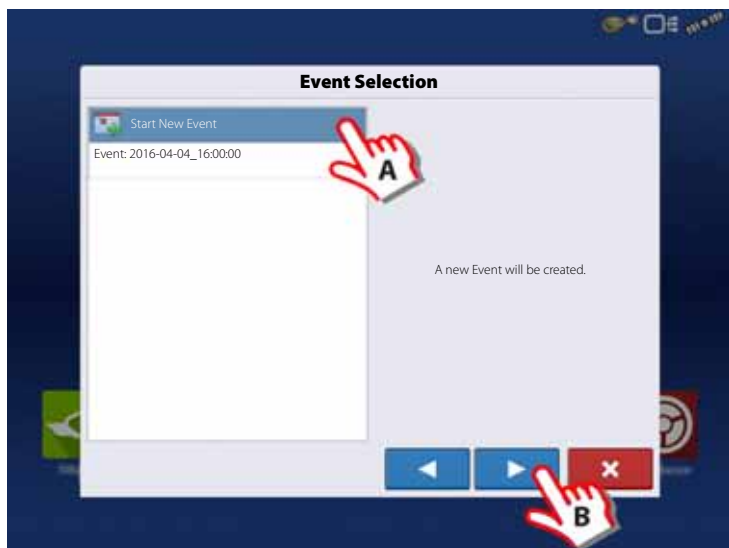 Event Selection
Start New Event
Event: 2016-04-04_16:00:00
A
A new Event will be created.
B